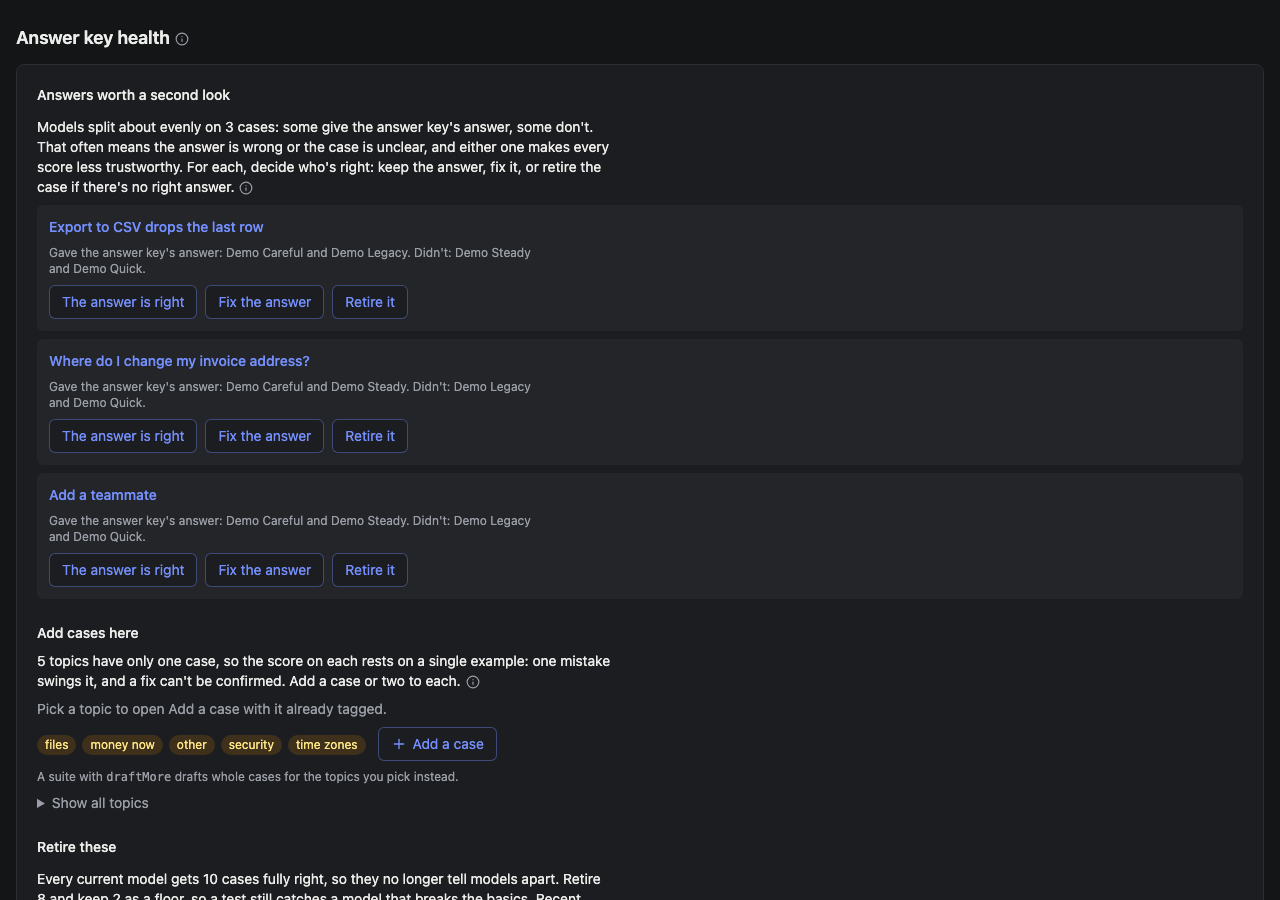 Answer key health
Answers worth a second look
Models split about evenly on 3 cases: some give the answer key's answer, some don't.
That often means the answer is wrong or the case is unclear, and either one makes every
score less trustworthy. For each, decide who's right: keep the answer, fix it, or retire the
case if there's no right answer.
Export to CSV drops the last row
Gave the answer key's answer: Demo Careful and Demo Legacy. Didn't: Demo Steady
and Demo Quick.
The answer is right Fix the answer Retire it
Where do I change my invoice address?
Gave the answer key's answer: Demo Careful and Demo Steady. Didn't: Demo Legacy
and Demo Quick.
The answer is right Fix the answer Retire it
Add a teammate
Gave the answer key's answer: Demo Careful and Demo Steady. Didn't: Demo Legacy
and Demo Quick.
The answer is right Fix the answer Retire it
Add cases here
5 topics have only one case, so the score on each rests on a single example: one mistake
swings it, and a fix can't be confirmed. Add a case or two to each.
Pick a topic to open Add a case with it already tagged.
files money now other security time zones + Add a case
A suite with draftMore drafts whole cases for the topics you pick instead.
Show all topics
Retire these
Every current model gets 10 cases fully right, so they no longer tell models apart. Retire
8 and keep 2 as a floor, so a test still catches a model that breaks the basics. Recent